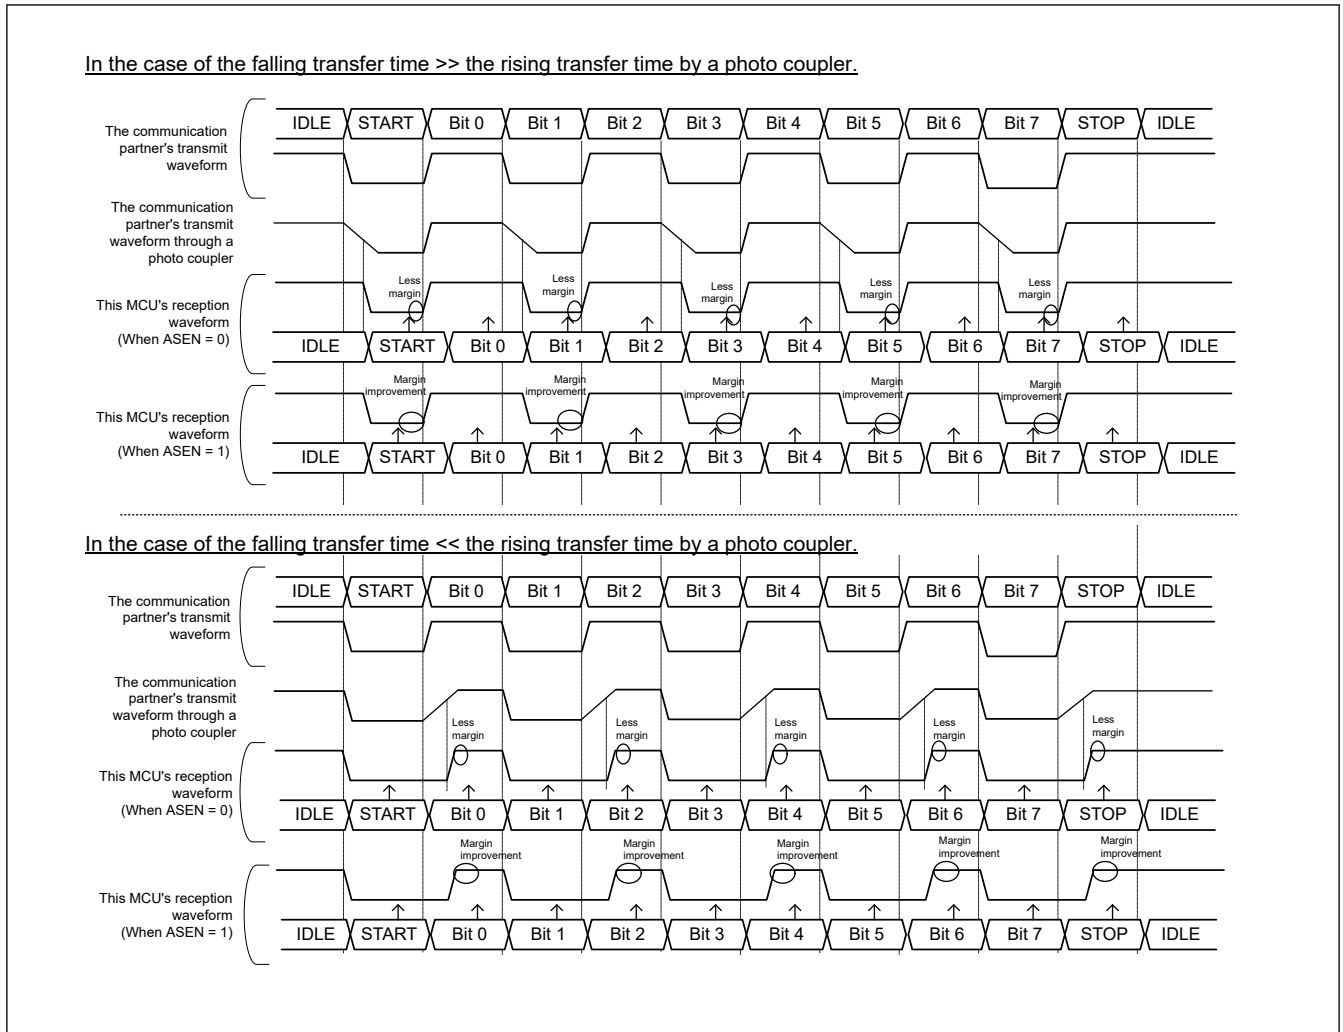 In the case of the falling transfer time >> the rising transfer time by a photo coupler.
The communication
partner's transmit
waveform
IDLE START Bit 0 Bit 1 Bit 2 Bit 3 Bit 4 Bit 5 Bit 6 Bit 7 STOP IDLE
The communication
partner's transmit
waveform through a
photo coupler
This MCU's reception
waveform
(When ASEN = 0)
Less
margin
Less
margin
Less
margin
Less
margin
Less
margin
IDLE START Bit 0 Bit 1 Bit 2 Bit 3 Bit 4 Bit 5 Bit 6 Bit 7 STOP IDLE
This MCU's reception
waveform
(When ASEN = 1)
Margin
improvement
Margin
improvement
Margin
improvement
Margin
improvement
Margin
improvement
IDLE START Bit 0 Bit 1 Bit 2 Bit 3 Bit 4 Bit 5 Bit 6 Bit 7 STOP IDLE
In the case of the falling transfer time << the rising transfer time by a photo coupler.
The communication
partner's transmit
waveform
IDLE START Bit 0 Bit 1 Bit 2 Bit 3 Bit 4 Bit 5 Bit 6 Bit 7 STOP IDLE
The communication
partner's transmit
waveform through a
photo coupler
This MCU's reception
waveform
(When ASEN = 0)
Less
margin
Less
margin
Less
margin
Less
margin
Less
margin
IDLE START Bit 0 Bit 1 Bit 2 Bit 3 Bit 4 Bit 5 Bit 6 Bit 7 STOP IDLE
This MCU's reception
waveform
(When ASEN = 1)
Margin
improvement
Margin
improvement
Margin
improvement
Margin
improvement
Margin
improvement
IDLE START Bit 0 Bit 1 Bit 2 Bit 3 Bit 4 Bit 5 Bit 6 Bit 7 STOP IDLE